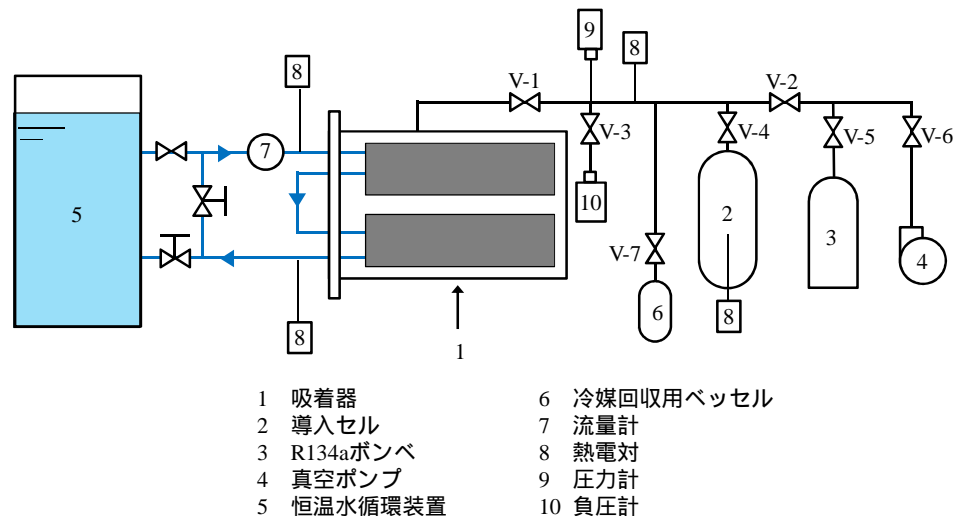 9
8
V-1
V-2
8
V-3
V-4
V-5
V-6
7
5
10
2
3
4
V-7
6
8
8
1
1 吸着器
2 導入セル
3 R134aボンベ
4 真空ポンプ
5 恒温水循環装置
6 冷媒回収用ベッセル
7 流量計
8 熱電対
9 圧力計
10 負圧計